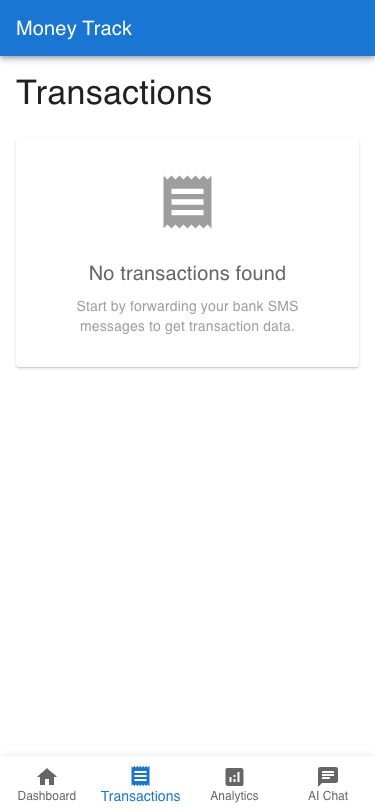 Money Track
Transactions
No transactions found
Start by forwarding your bank SMS
messages to get transaction data.
Dashboard
Transactions
Analytics
AI Chat